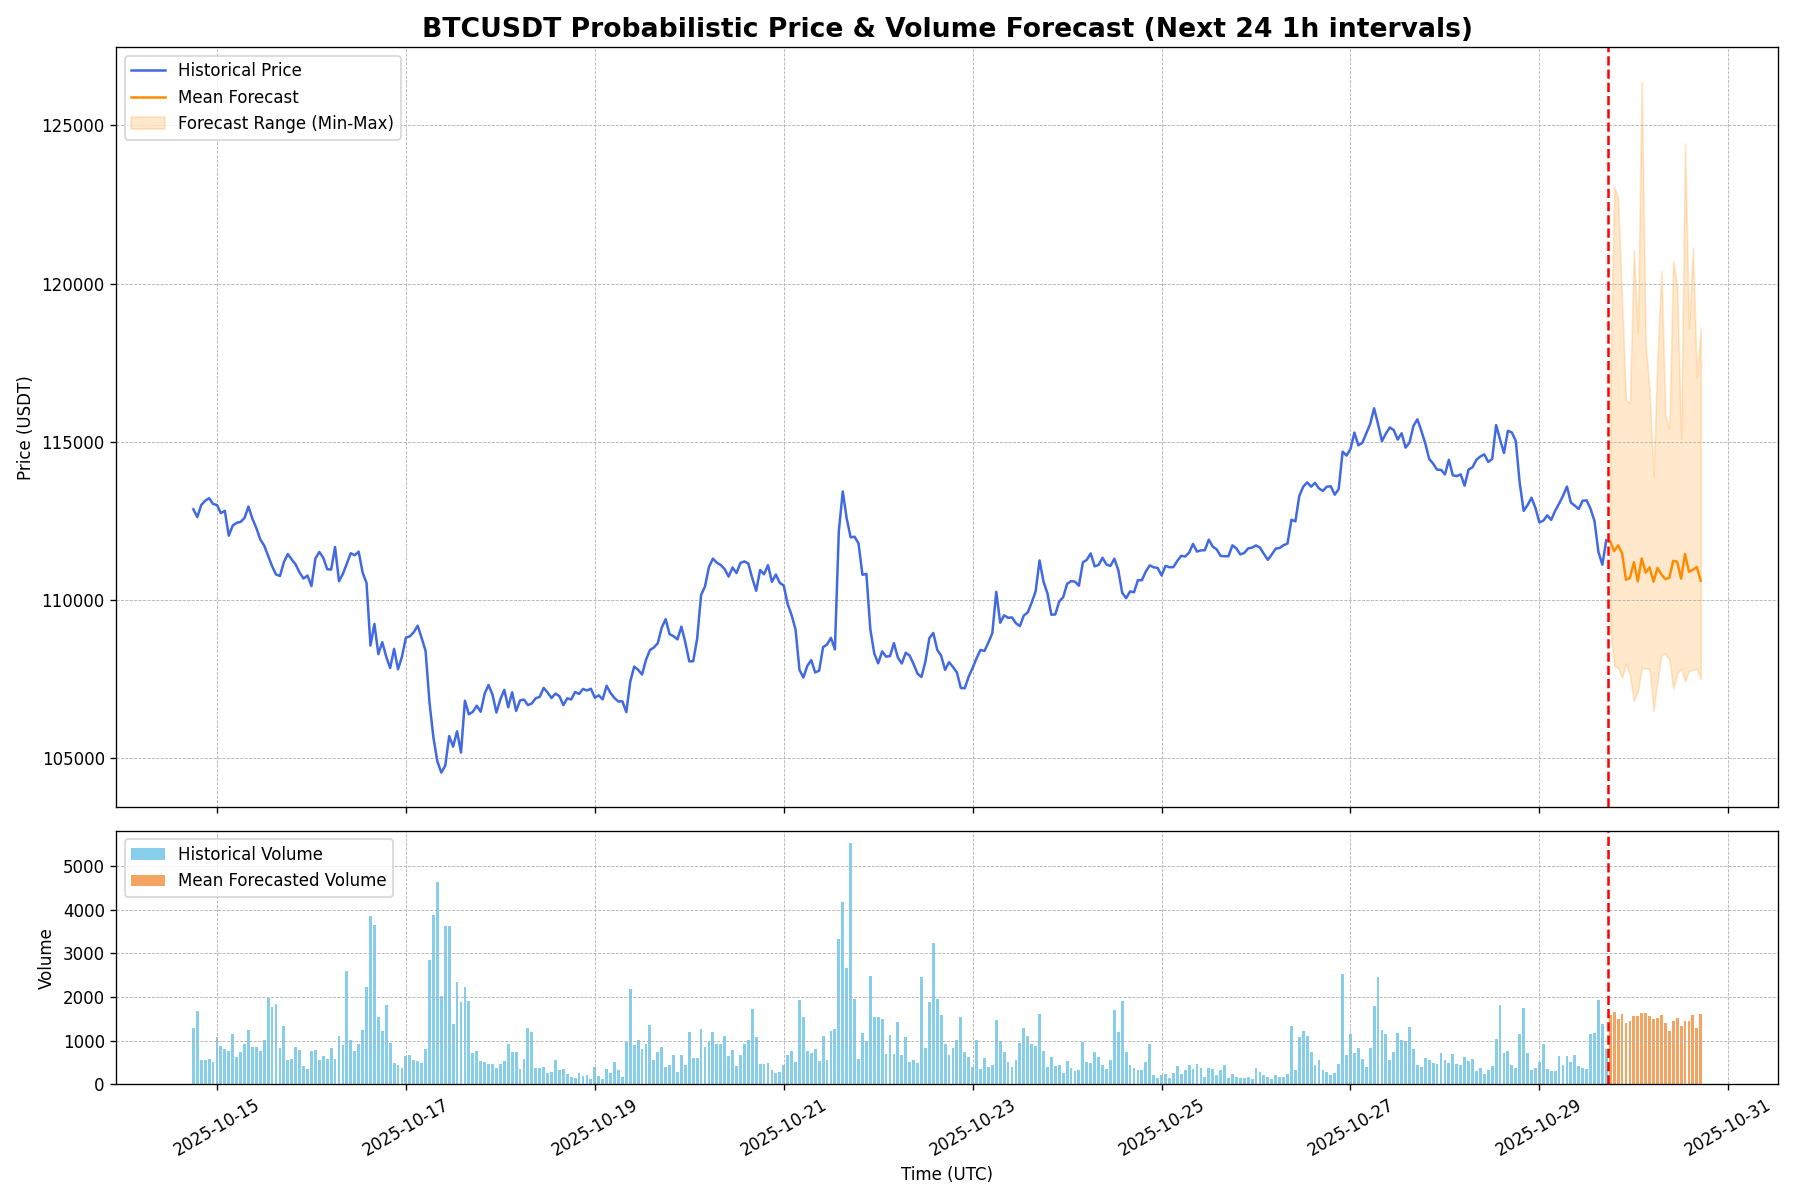 BTCUSDT Probabilistic Price & Volume Forecast (Next 24 1h intervals)
Historical Price
Mean Forecast
Forecast Range (Min-Max)
125000
120000
115000
110000
105000
Price (USDT)
Historical Volume
Mean Forecasted Volume
5000
4000
3000
2000
1000
0
Volume
2025-10-15
2025-10-17
2025-10-19
2025-10-21
2025-10-23
2025-10-25
2025-10-27
2025-10-29
2025-10-31
Time (UTC)